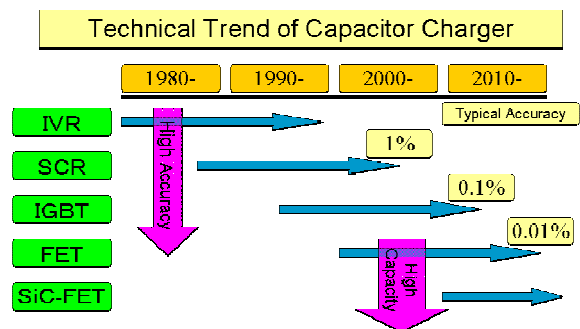 Technical Trend of Capacitor Charger
1980- 1990- 2000- 2010-
Typical Accuracy
IVR
High Accuracy
SCR
1%
IGBT
0.1%
FET
0.01%
High
Capacity
SiC-FET